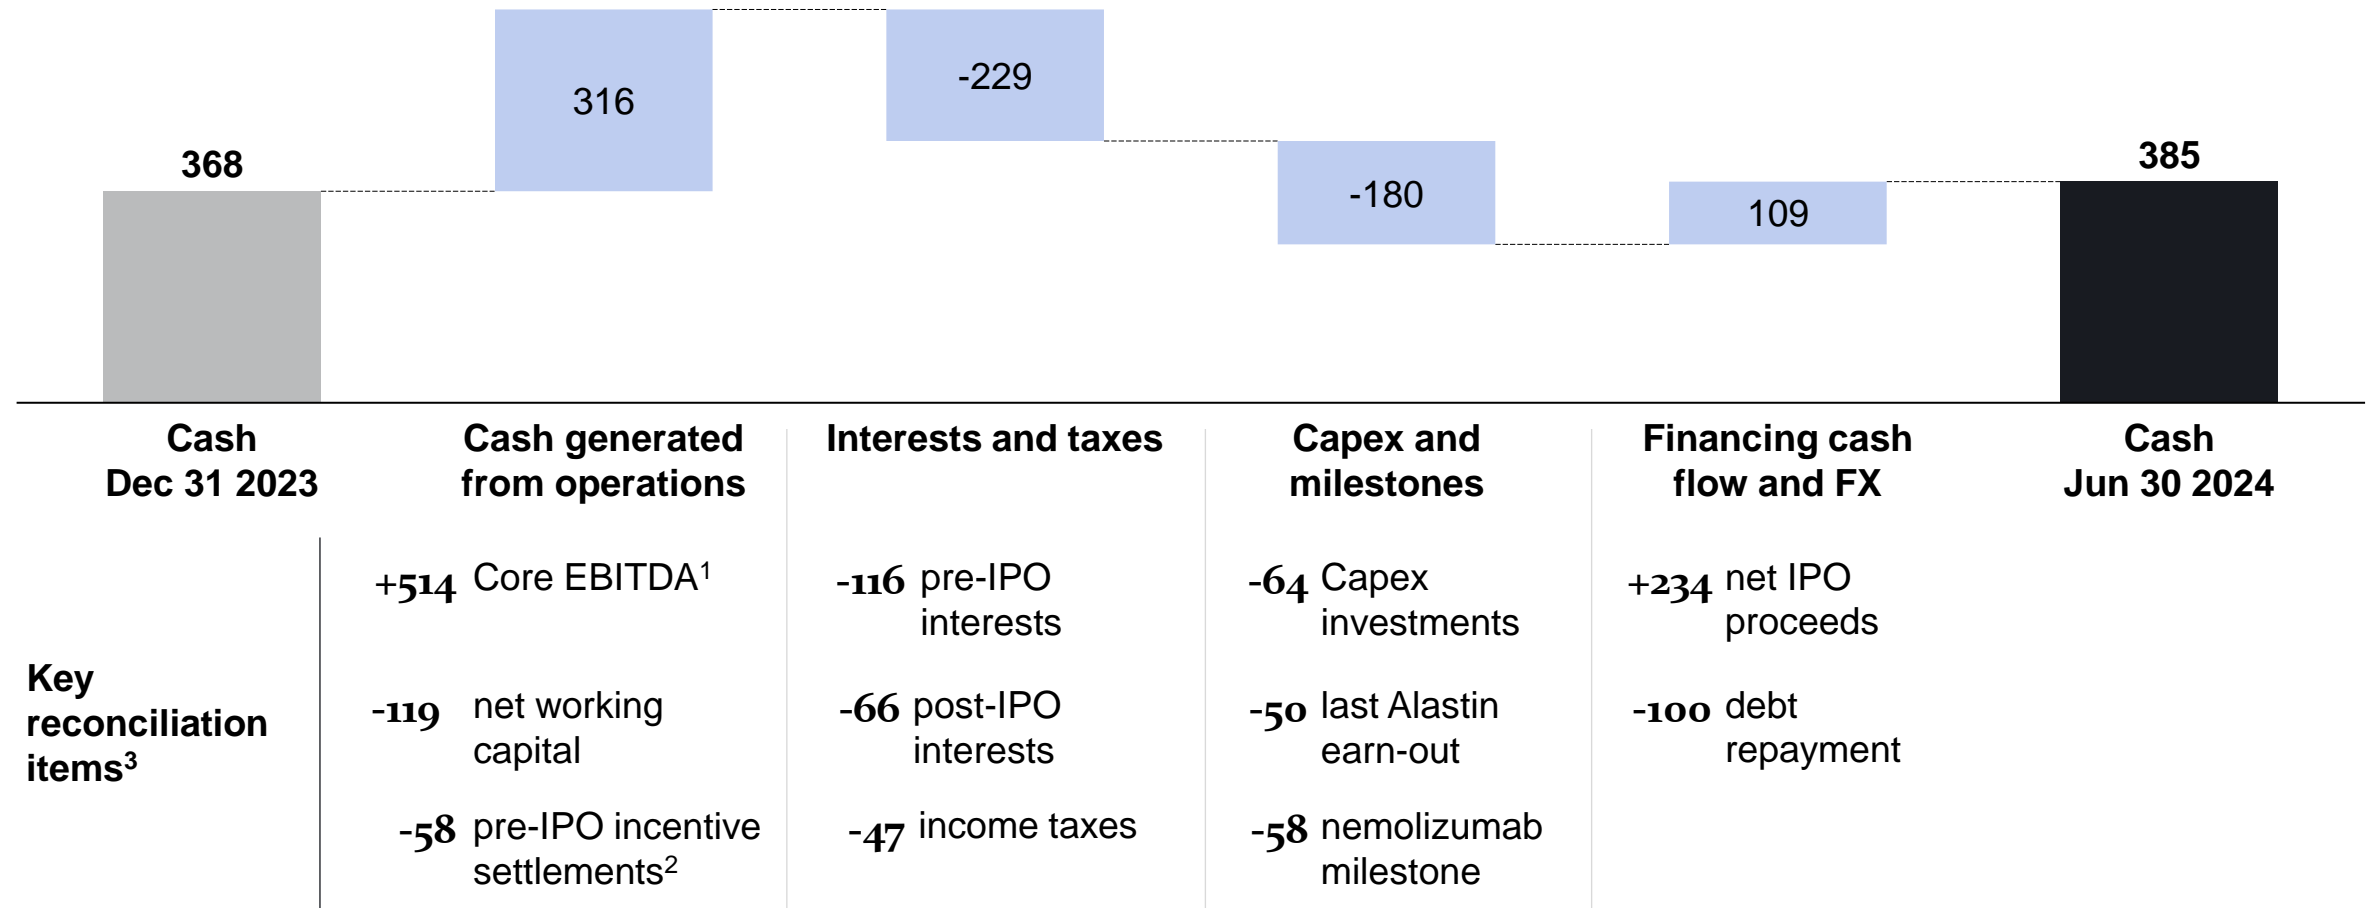 316
-229
368
-180
109
385
Cash
Dec 31 2023
Cash generated
from operations
Interests and taxes
Capex and
milestones
Financing cash
flow and FX
Cash
Jun 30 2024
Key
reconciliation
items³
+514 Core EBITDA¹
-119 net working
capital
-58 pre-IPO incentive
settlements²
-116 pre-IPO
interests
-66 post-IPO
interests
-47 income taxes
-64 Capex
investments
-50 last Alastin
earn-out
-58 nemolizumab
milestone
+234 net IPO
proceeds
-100 debt
repayment